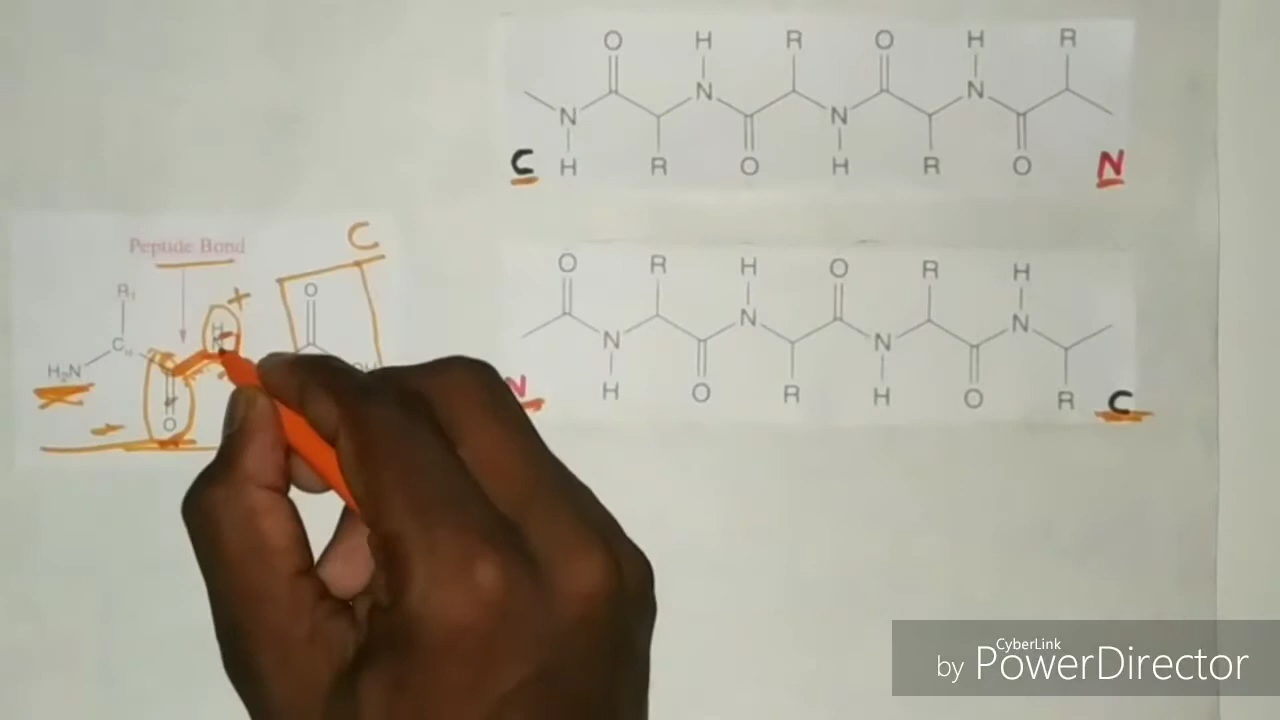 O H R O H R
N N N N
C H R O H R O N
Peptide Bond
C
R₁
O
+
H
N
C
H₂N
O
-
O R H O R H
N N N N
N H O R H O R C
CyberLink
by PowerDirector